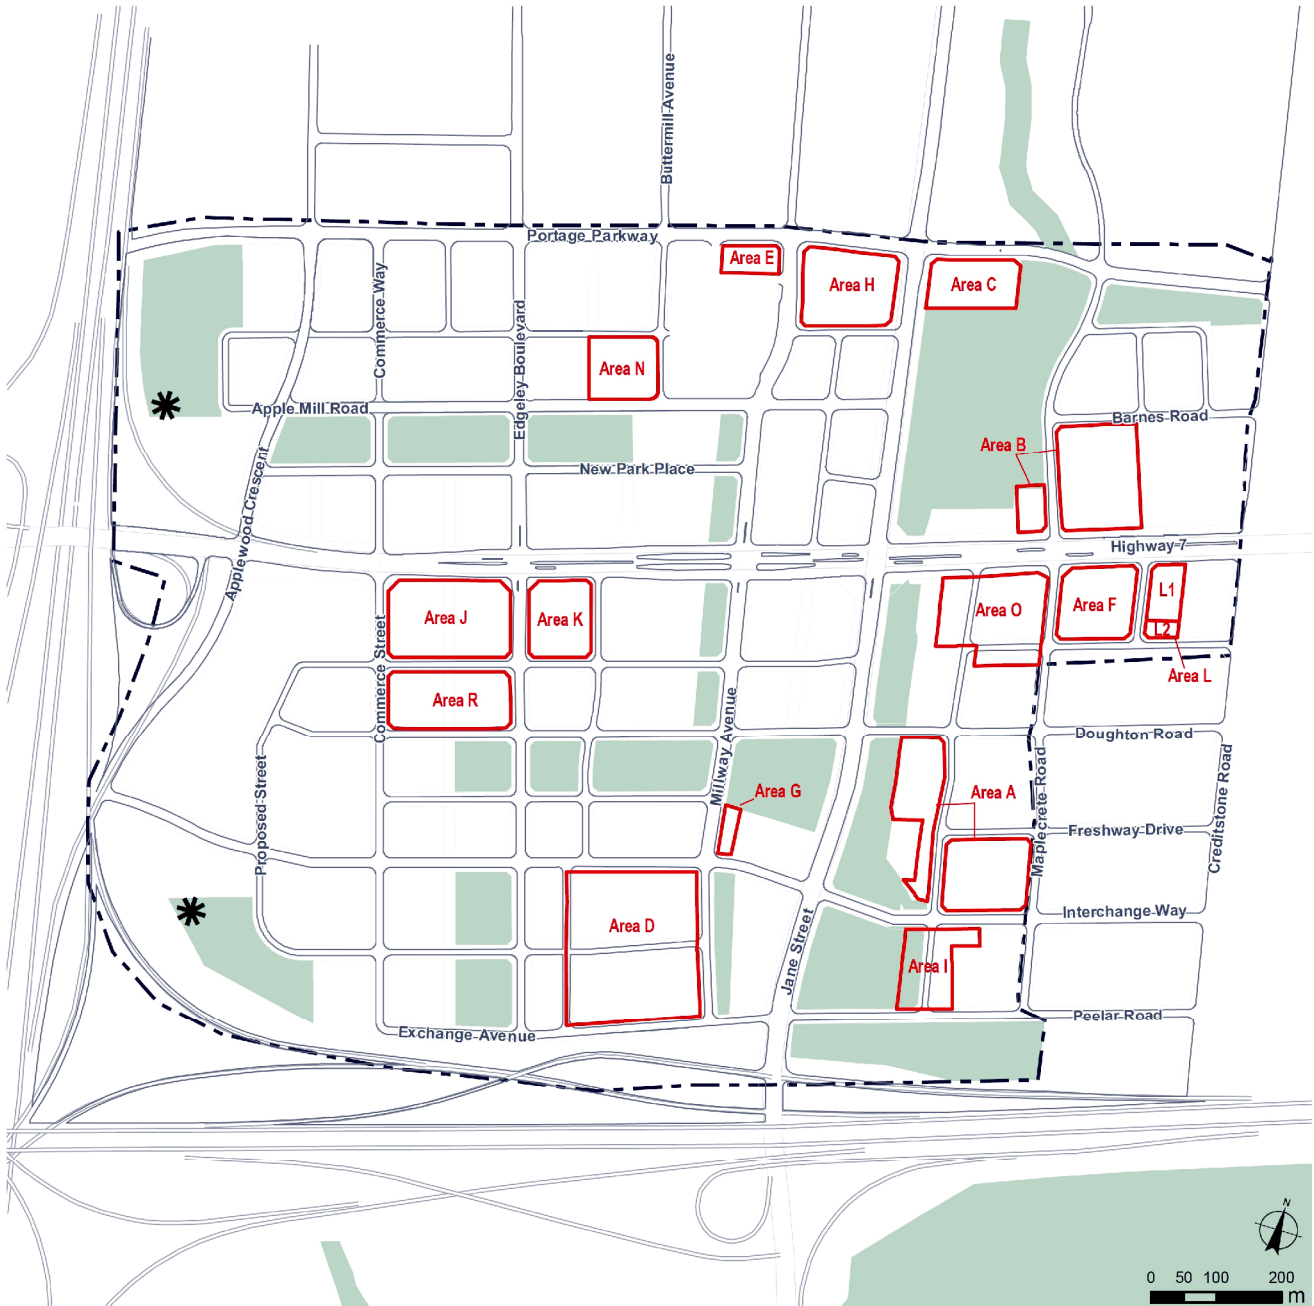 Buttermill Avenue
Portage Parkway
Area E
Area H
Area C
Commerce Way
Edgeley Boulevard
Area N
Apple Mill Road
Barnes Road
Area B
New Park Place
Applewood Crescent
Highway 7
Area J
Area K
Area O
Area F
L1
L2
Area L
Commerce Street
Area R
Millway Avenue
Doughton Road
Proposed Street
Area G
Area A
Maplecrete Road
Creditstone Road
Freshway Drive
Interchange Way
Area D
Jane Street
Area I
Peelar Road
Exchange Avenue
N
0 50 100 200
m